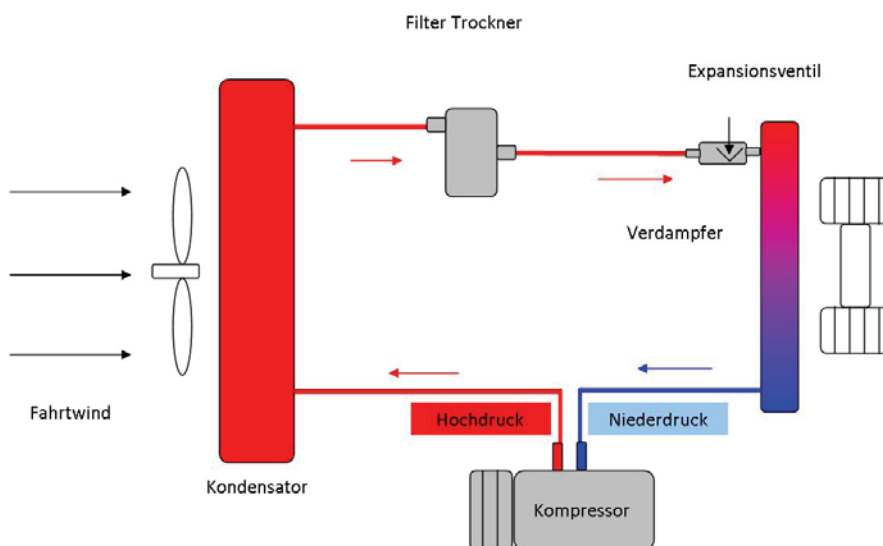 Filter Trockner
Expansionsventil
Verdampfer
Fahrtwind
Hochdruck
Niederdruck
Kondensator
Kompressor